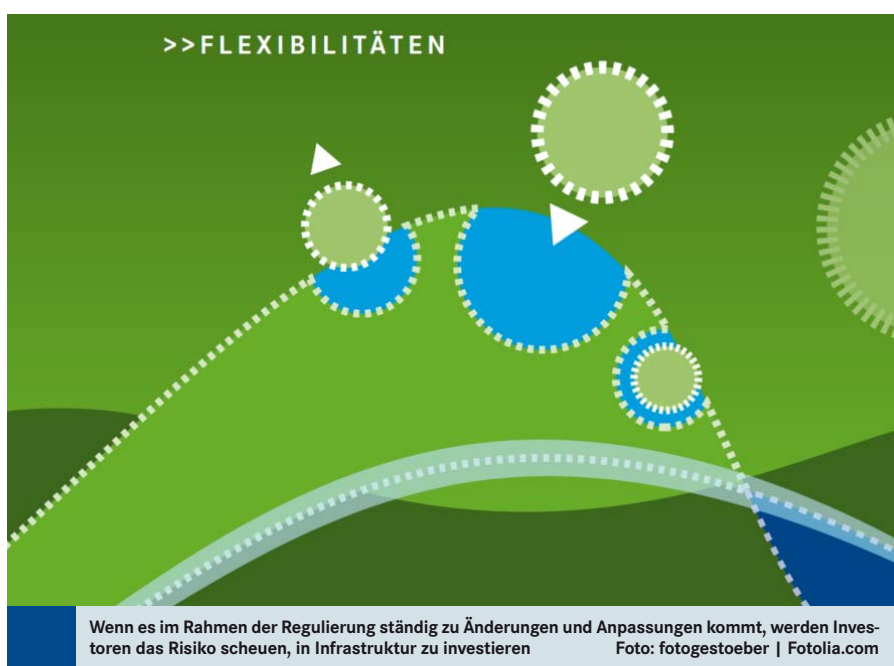 >>FLEXIBILITÄTEN
Wenn es im Rahmen der Regulierung ständig zu Änderungen und Anpassungen kommt, werden Inves-
toren das Risiko scheuen, in Infrastruktur zu investieren Foto: fotogestoeber | Fotolia.com